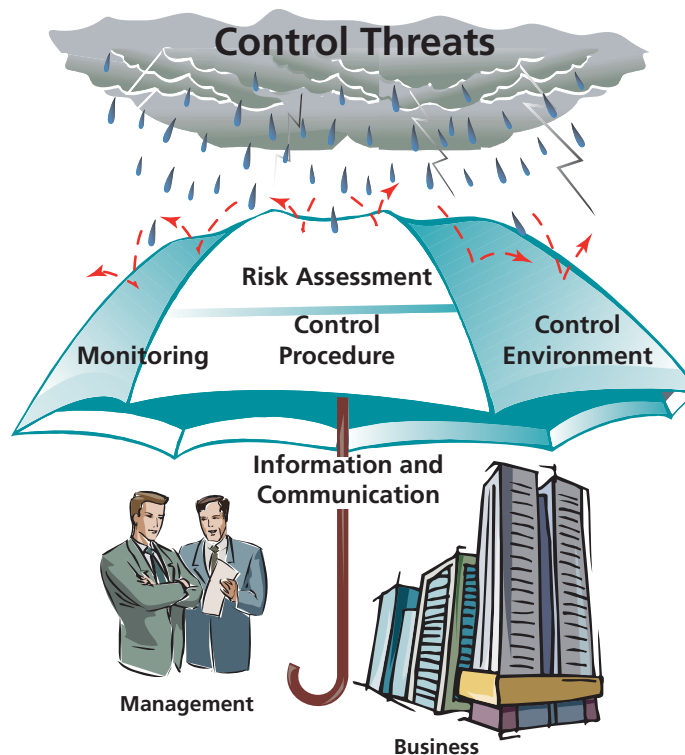 Control Threats
Risk Assessment
Monitoring
Control
Procedure
Control
Environment
Information and
Communication
Management
Business